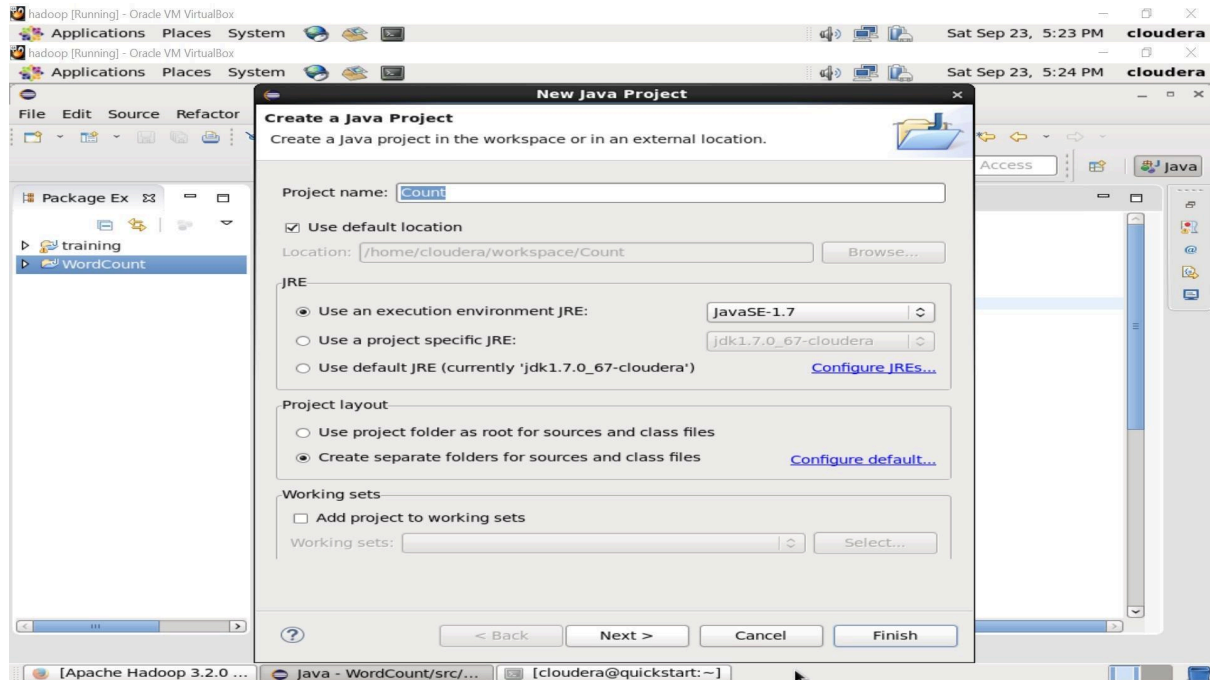 hadoop [Running] - Oracle VM VirtualBox
Applications Places System Sat Sep 23, 5:23 PM cloudera
hadoop [Running] - Oracle VM VirtualBox
Applications Places System Sat Sep 23, 5:24 PM cloudera
New Java Project
File Edit Source Refactor
Create a Java Project
Create a Java project in the workspace or in an external location.
Access
Java
Package Ex
Project name: Count
Use default location
training
Location: /home/cloudera/workspace/Count Browse...
WordCount
JRE
Use an execution environment JRE: JavaSE-1.7
Use a project specific JRE: jdk1.7.0_67-cloudera
Use default JRE (currently 'jdk1.7.0_67-cloudera') Configure JREs...
Project layout
Use project folder as root for sources and class files
Create separate folders for sources and class files Configure default...
Working sets
Add project to working sets
Working sets: Select...
? < Back Next > Cancel Finish
[Apache Hadoop 3.2.0 ... Java - WordCount/src/... [cloudera@quickstart:~]